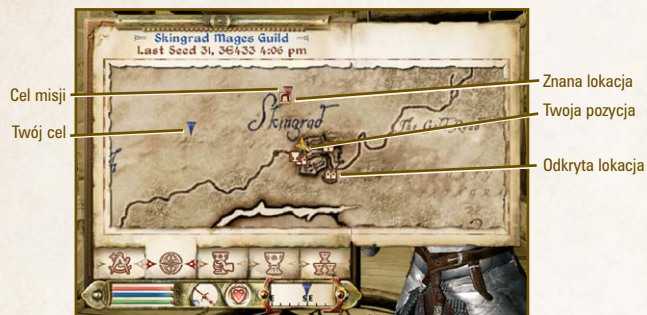 Skingrad Mages Guild
Last Seed 31, 3E433 4:06 pm
Cel misji
Znana lokacja
Twoja pozycja
Twój cel
Skingrad
The Gold Road
Odkryta lokacja
E
SE